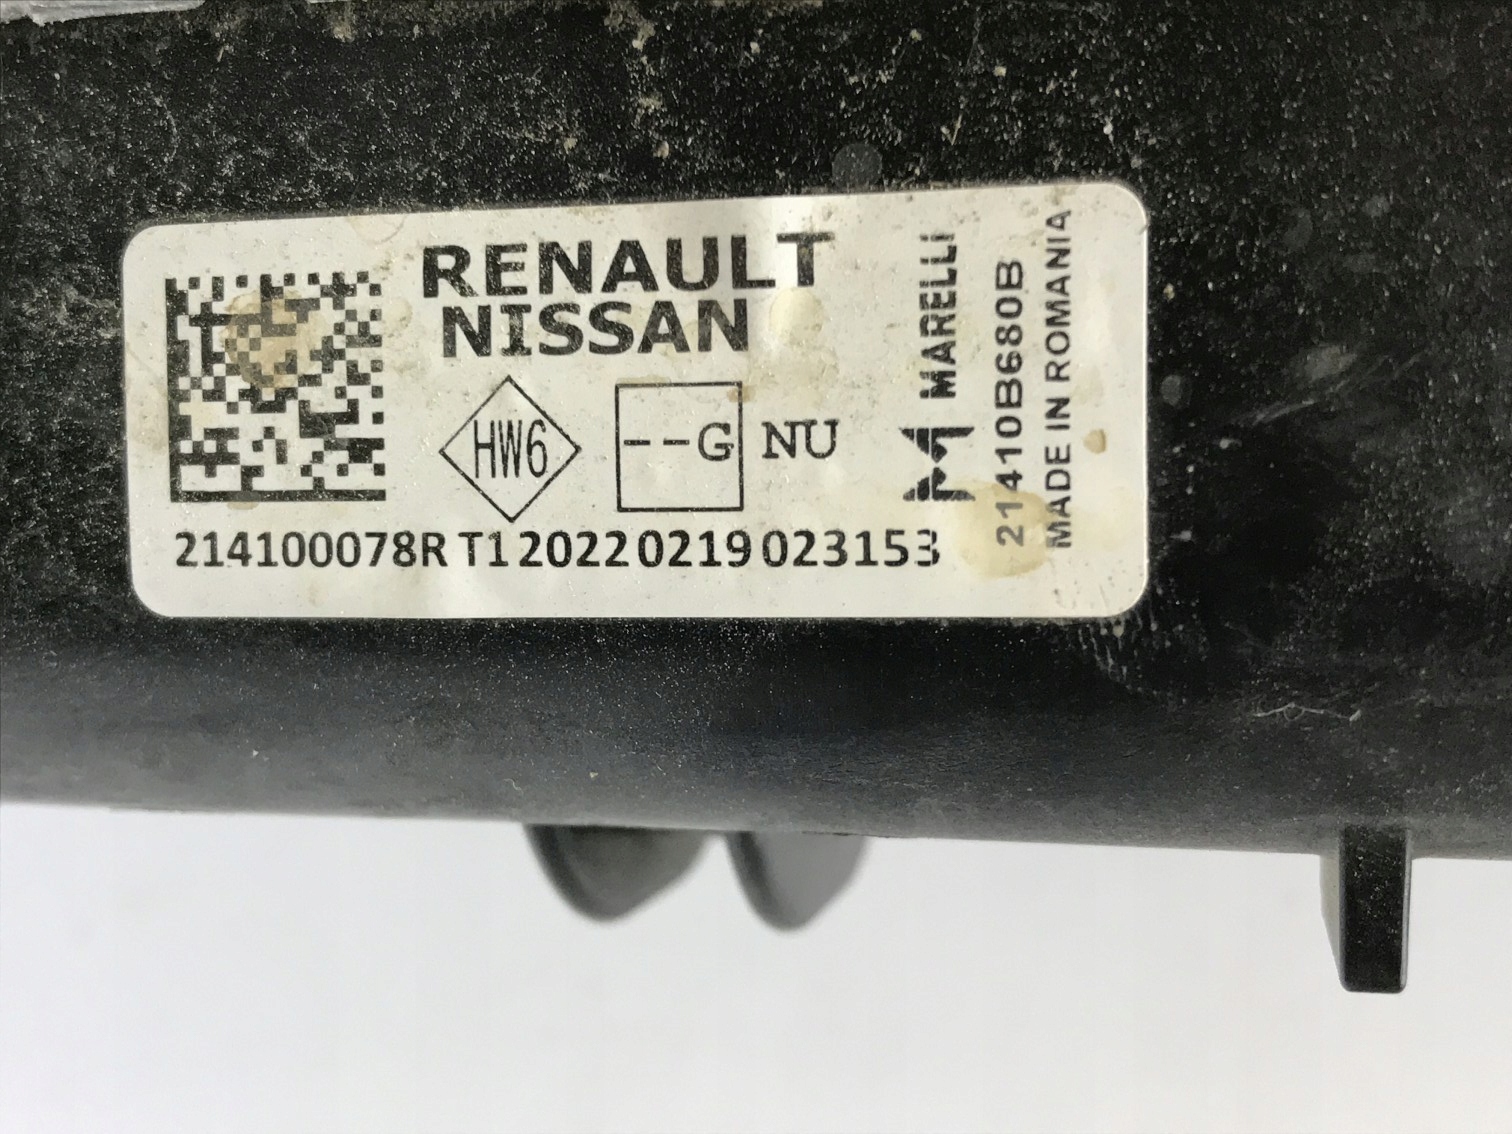 RENAULT
NISSAN
HW6
--G
NU
214100078R T1 20220219 023153
MARELLI
21410B680B
MADE IN ROMANIA